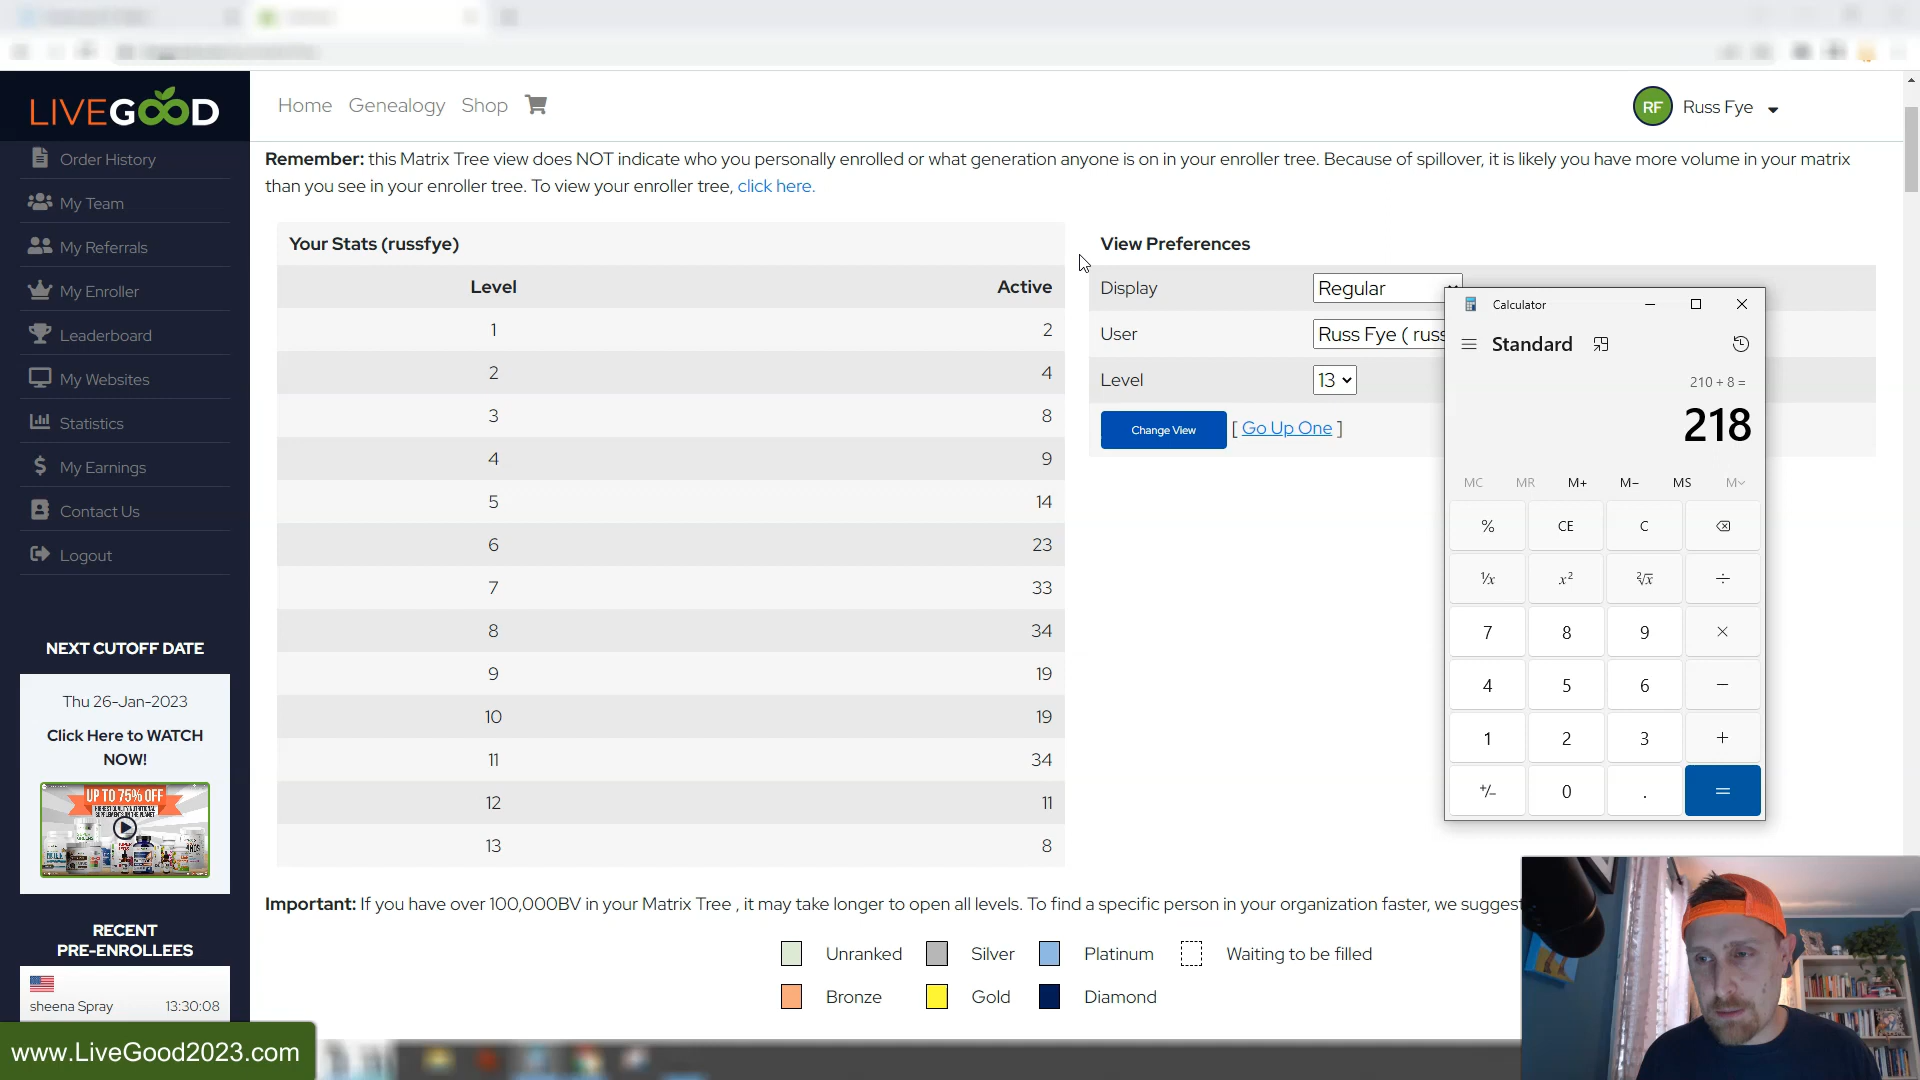 LIVEGOOD
Home Genealogy Shop
RF Russ Fye
Order History
My Team
My Referrals
My Enroller
Leaderboard
My Websites
Statistics
My Earnings
Contact Us
Logout
NEXT CUTOFF DATE
Thu 26-Jan-2023
Click Here to WATCH
NOW!
UP TO 75% OFF
RECENT
PRE-ENROLLEES
sheena Spray 13:30:08
www.LiveGood2023.com
Remember: this Matrix Tree view does NOT indicate who you personally enrolled or what generation anyone is on in your enroller tree. Because of spillover, it is likely you have more volume in your matrix
than you see in your enroller tree. To view your enroller tree, click here.
Your Stats (russfye)
Level Active
1 2
2 4
3 8
4 9
5 14
6 23
7 33
8 34
9 19
10 19
11 34
12 11
13 8
View Preferences
Display Regular
User Russ Fye ( russ
Level 13
Change View [ Go Up One ]
Calculator
Standard
210 + 8 =
218
MC MR M+ M− MS M
% CE C
¹/x x² ²√x ÷
7 8 9 ×
4 5 6 −
1 2 3 +
+/− 0 . =
Important: If you have over 100,000BV in your Matrix Tree , it may take longer to open all levels. To find a specific person in your organization faster, we suggest
Unranked Silver Platinum Waiting to be filled
Bronze Gold Diamond